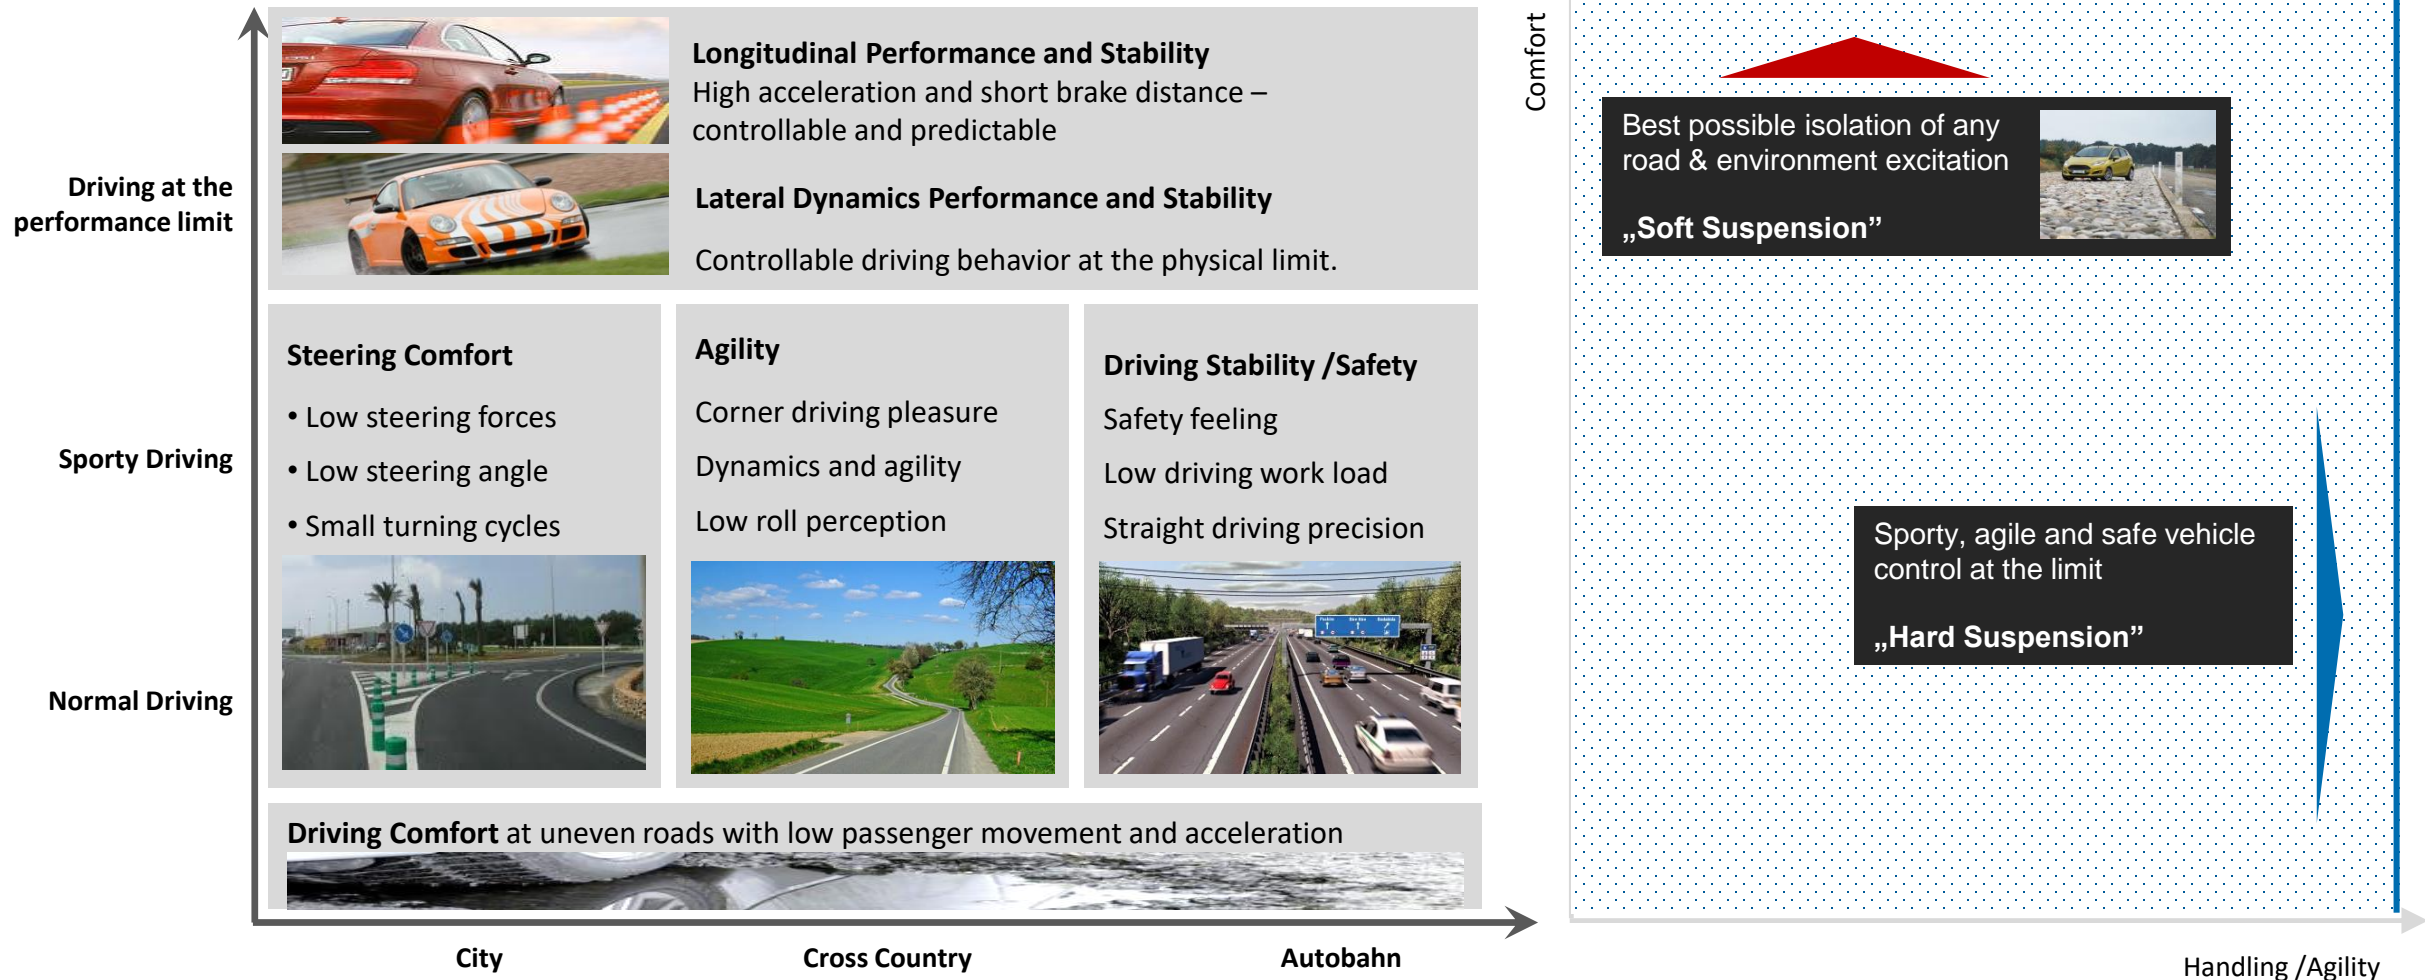 Longitudinal Performance and Stability
High acceleration and short brake distance –
controllable and predictable
Lateral Dynamics Performance and Stability
Controllable driving behavior at the physical limit.
Driving at the
performance limit
Steering Comfort
• Low steering forces
• Low steering angle
• Small turning cycles
Agility
Corner driving pleasure
Dynamics and agility
Low roll perception
Driving Stability /Safety
Safety feeling
Low driving work load
Straight driving precision
Sporty Driving
Normal Driving
Driving Comfort at uneven roads with low passenger movement and acceleration
City
Cross Country
Autobahn
Comfort
Best possible isolation of any
road & environment excitation
„Soft Suspension”
Sporty, agile and safe vehicle
control at the limit
„Hard Suspension”
Handling /Agility